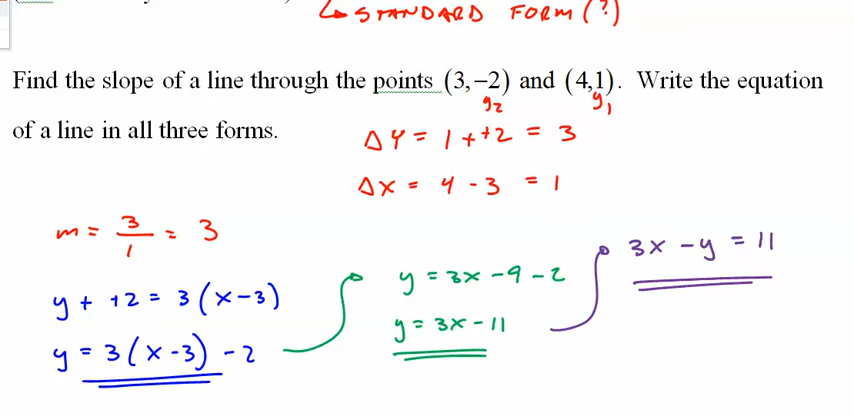 ↳ STANDARD FORM (?)
Find the slope of a line through the points (3,−2) and (4,1). Write the equation
y₂ y₁
of a line in all three forms.
ΔY = 1 + +2 = 3
ΔX = 4 - 3 = 1
m = 3/1 = 3
y + +2 = 3(x-3)
y = 3(x-3) - 2
y = 3x - 9 - 2
y = 3x - 11
3x - y = 11